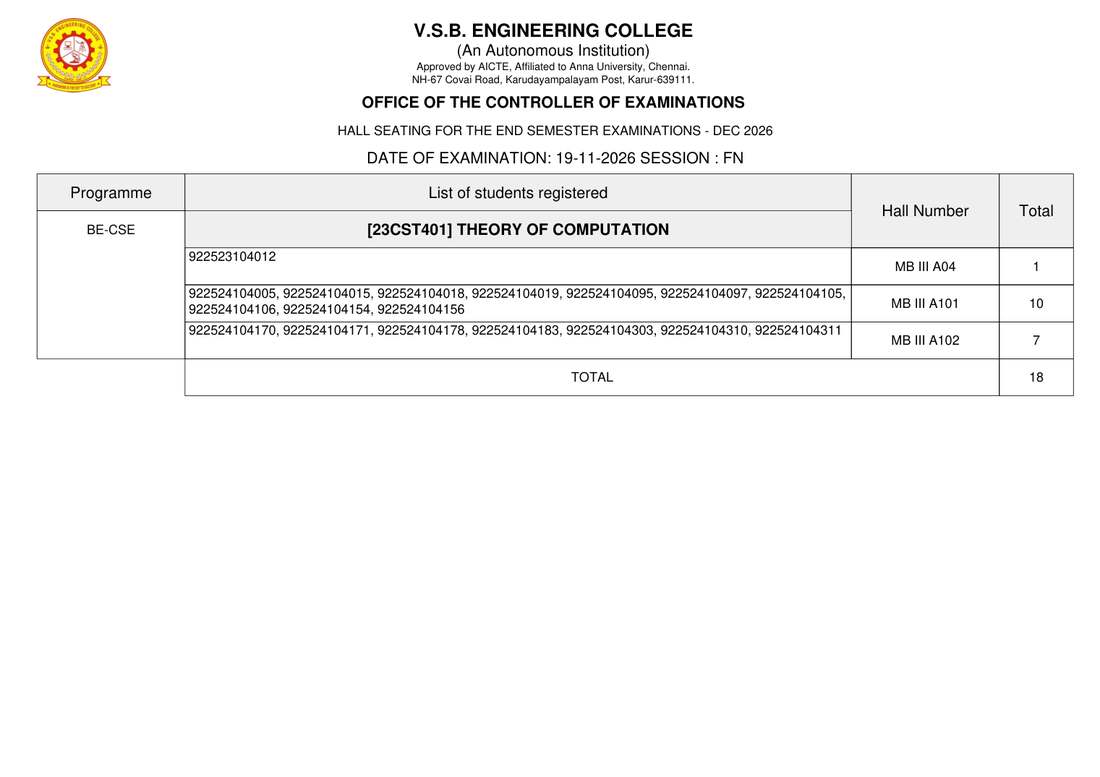 V.S.B. ENGINEERING COLLEGE
(An Autonomous Institution)
Approved by AICTE, Affiliated to Anna University, Chennai.
NH-67 Covai Road, Karudayampalayam Post, Karur-639111.
OFFICE OF THE CONTROLLER OF EXAMINATIONS
HALL SEATING FOR THE END SEMESTER EXAMINATIONS - DEC 2026
DATE OF EXAMINATION: 19-11-2026 SESSION : FN
Programme List of students registered Hall Number Total
BE-CSE [23CST401] THEORY OF COMPUTATION
922523104012 MB III A04 1
922524104005, 922524104015, 922524104018, 922524104019, 922524104095, 922524104097, 922524104105,
922524104106, 922524104154, 922524104156 MB III A101 10
922524104170, 922524104171, 922524104178, 922524104183, 922524104303, 922524104310, 922524104311 MB III A102 7
TOTAL 18